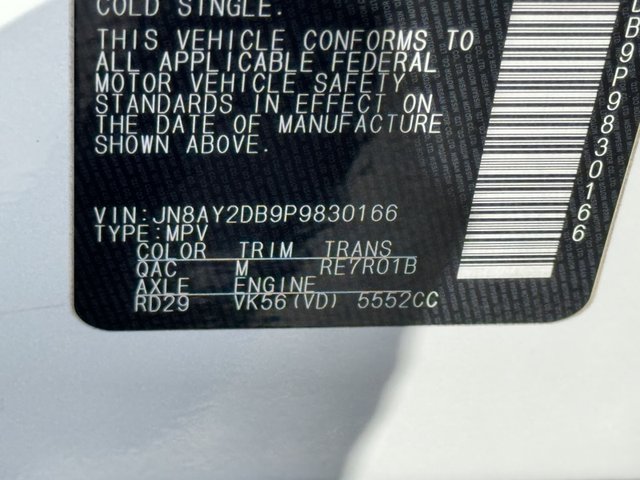 COLD SINGLE.
THIS VEHICLE CONFORMS TO
ALL APPLICABLE FEDERAL
MOTOR VEHICLE SAFETY
STANDARDS IN EFFECT ON
THE DATE OF MANUFACTURE
SHOWN ABOVE.
VIN:JN8AY2DB9P9830166
TYPE:MPV
COLOR TRIM TRANS
QAC M RE7R01B
AXLE ENGINE
RD29 VK56(VD) 5552CC
B9P9830166